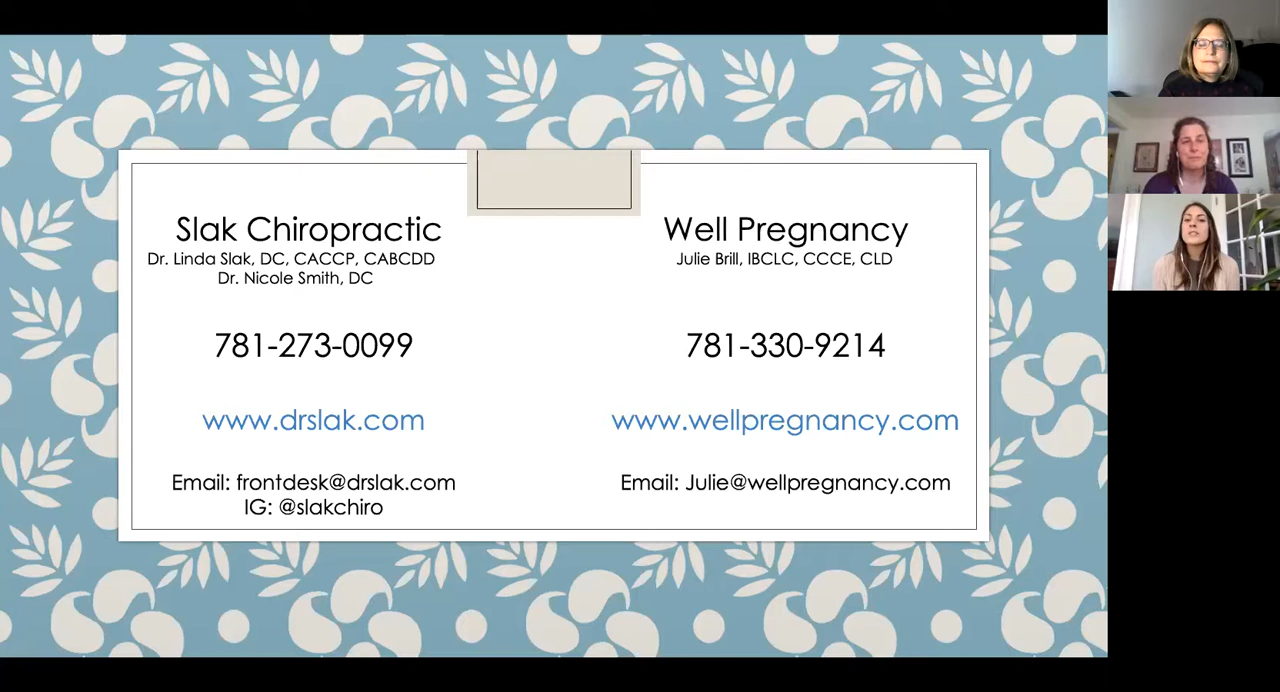 Slak Chiropractic
Dr. Linda Slak, DC, CACCP, CABCDD
Dr. Nicole Smith, DC
781-273-0099
www.drslak.com
Email: frontdesk@drslak.com
IG: @slakchiro
Well Pregnancy
Julie Brill, IBCLC, CCCE, CLD
781-330-9214
www.wellpregnancy.com
Email: Julie@wellpregnancy.com